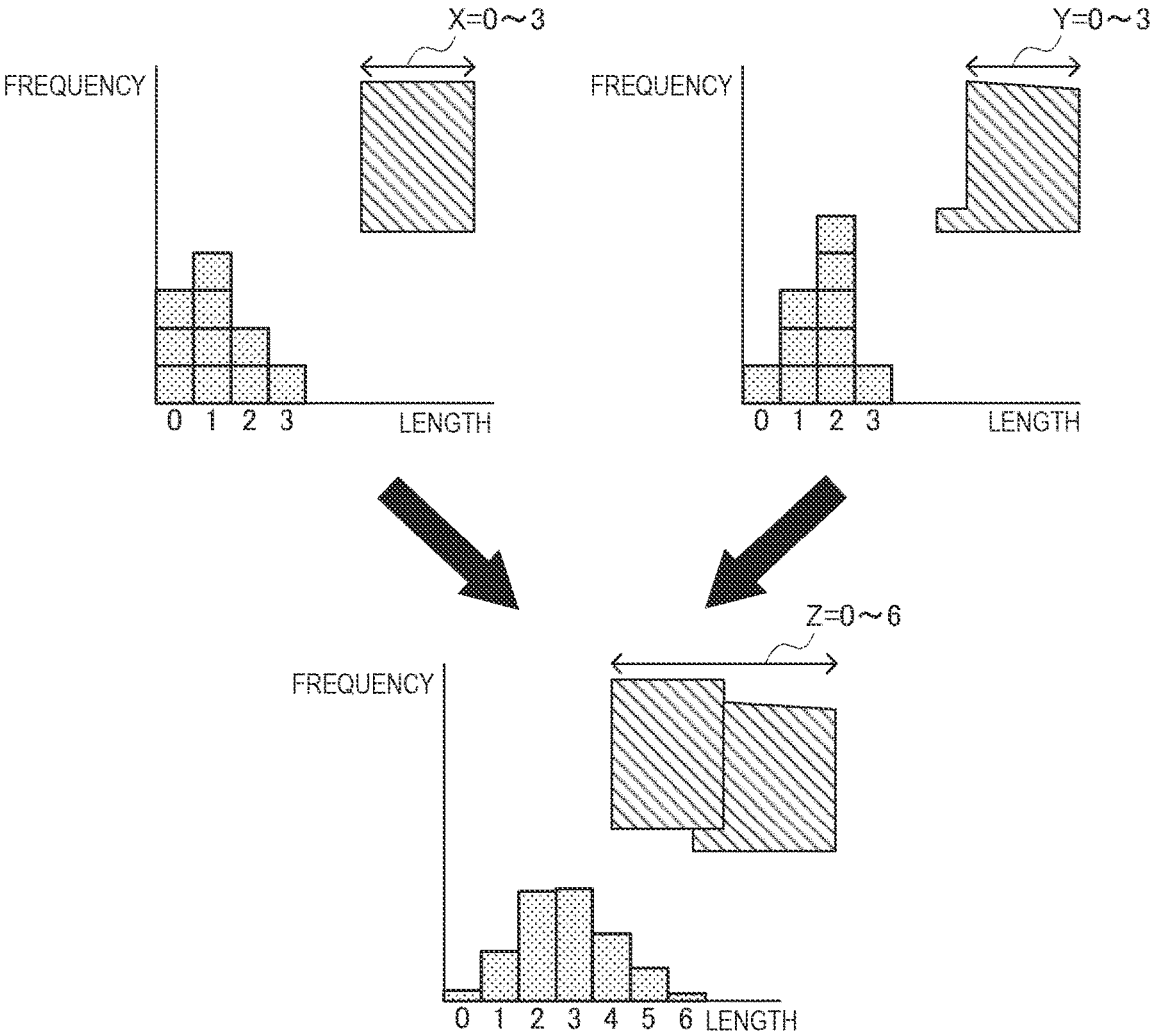 X=0～3
Y=0～3
FREQUENCY
FREQUENCY
0 1 2 3 LENGTH
0 1 2 3 LENGTH
Z=0～6
FREQUENCY
0 1 2 3 4 5 6 LENGTH